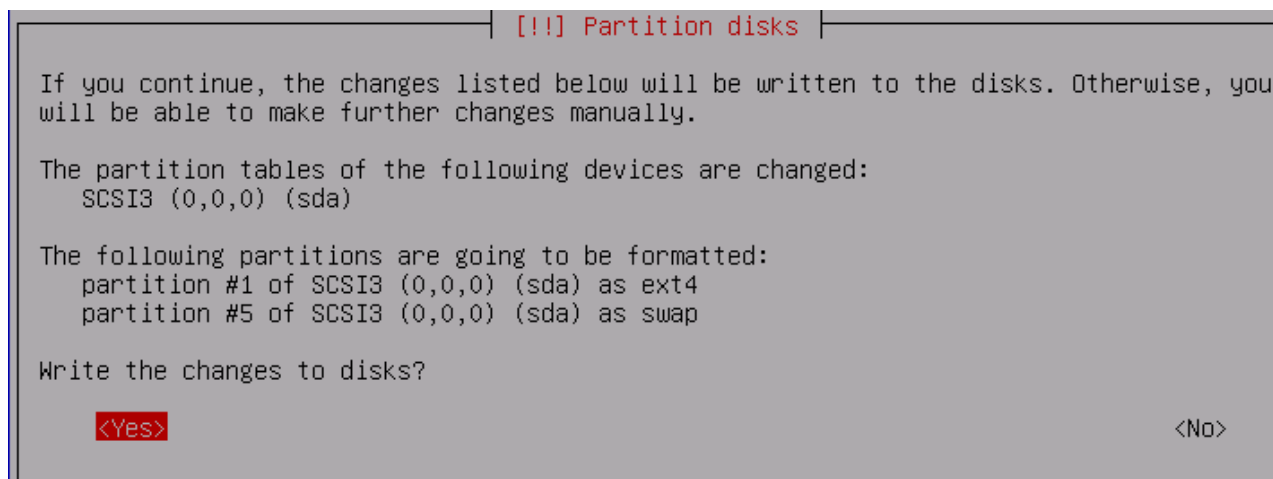 [!!] Partition disks
If you continue, the changes listed below will be written to the disks. Otherwise, you
will be able to make further changes manually.
The partition tables of the following devices are changed:
SCSI3 (0,0,0) (sda)
The following partitions are going to be formatted:
partition #1 of SCSI3 (0,0,0) (sda) as ext4
partition #5 of SCSI3 (0,0,0) (sda) as swap
Write the changes to disks?
<Yes> <No>